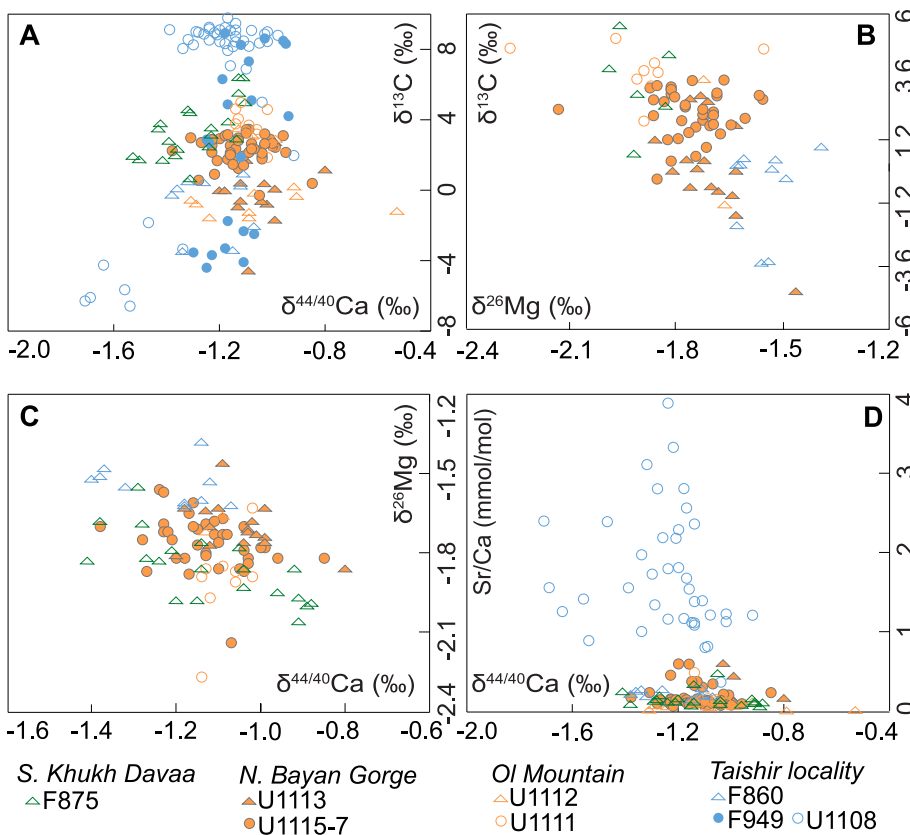 A
δ¹³C (‰)
8
4
0
-4
-8
δ⁴⁴/⁴⁰Ca (‰)
-2.0 -1.6 -1.2 -0.8 -0.4
B
δ¹³C (‰)
6
3.6
1.2
-1.2
-3.6
-6
δ²⁶Mg (‰)
-2.1 -1.8 -1.5 -1.2
C
δ²⁶Mg (‰)
-1.2
-1.5
-1.8
-2.1
-2.4
δ⁴⁴/⁴⁰Ca (‰)
-1.6 -1.4 -1.2 -1.0 -0.8 -0.6
D
Sr/Ca (mmol/mol)
4
3
2
1
0
δ⁴⁴/⁴⁰Ca (‰)
-2.0 -1.6 -1.2 -0.8 -0.4
S. Khukh Davaa
F875
N. Bayan Gorge
U1113
U1115-7
Ol Mountain
U1112
U1111
Taishir locality
F860
F949 U1108